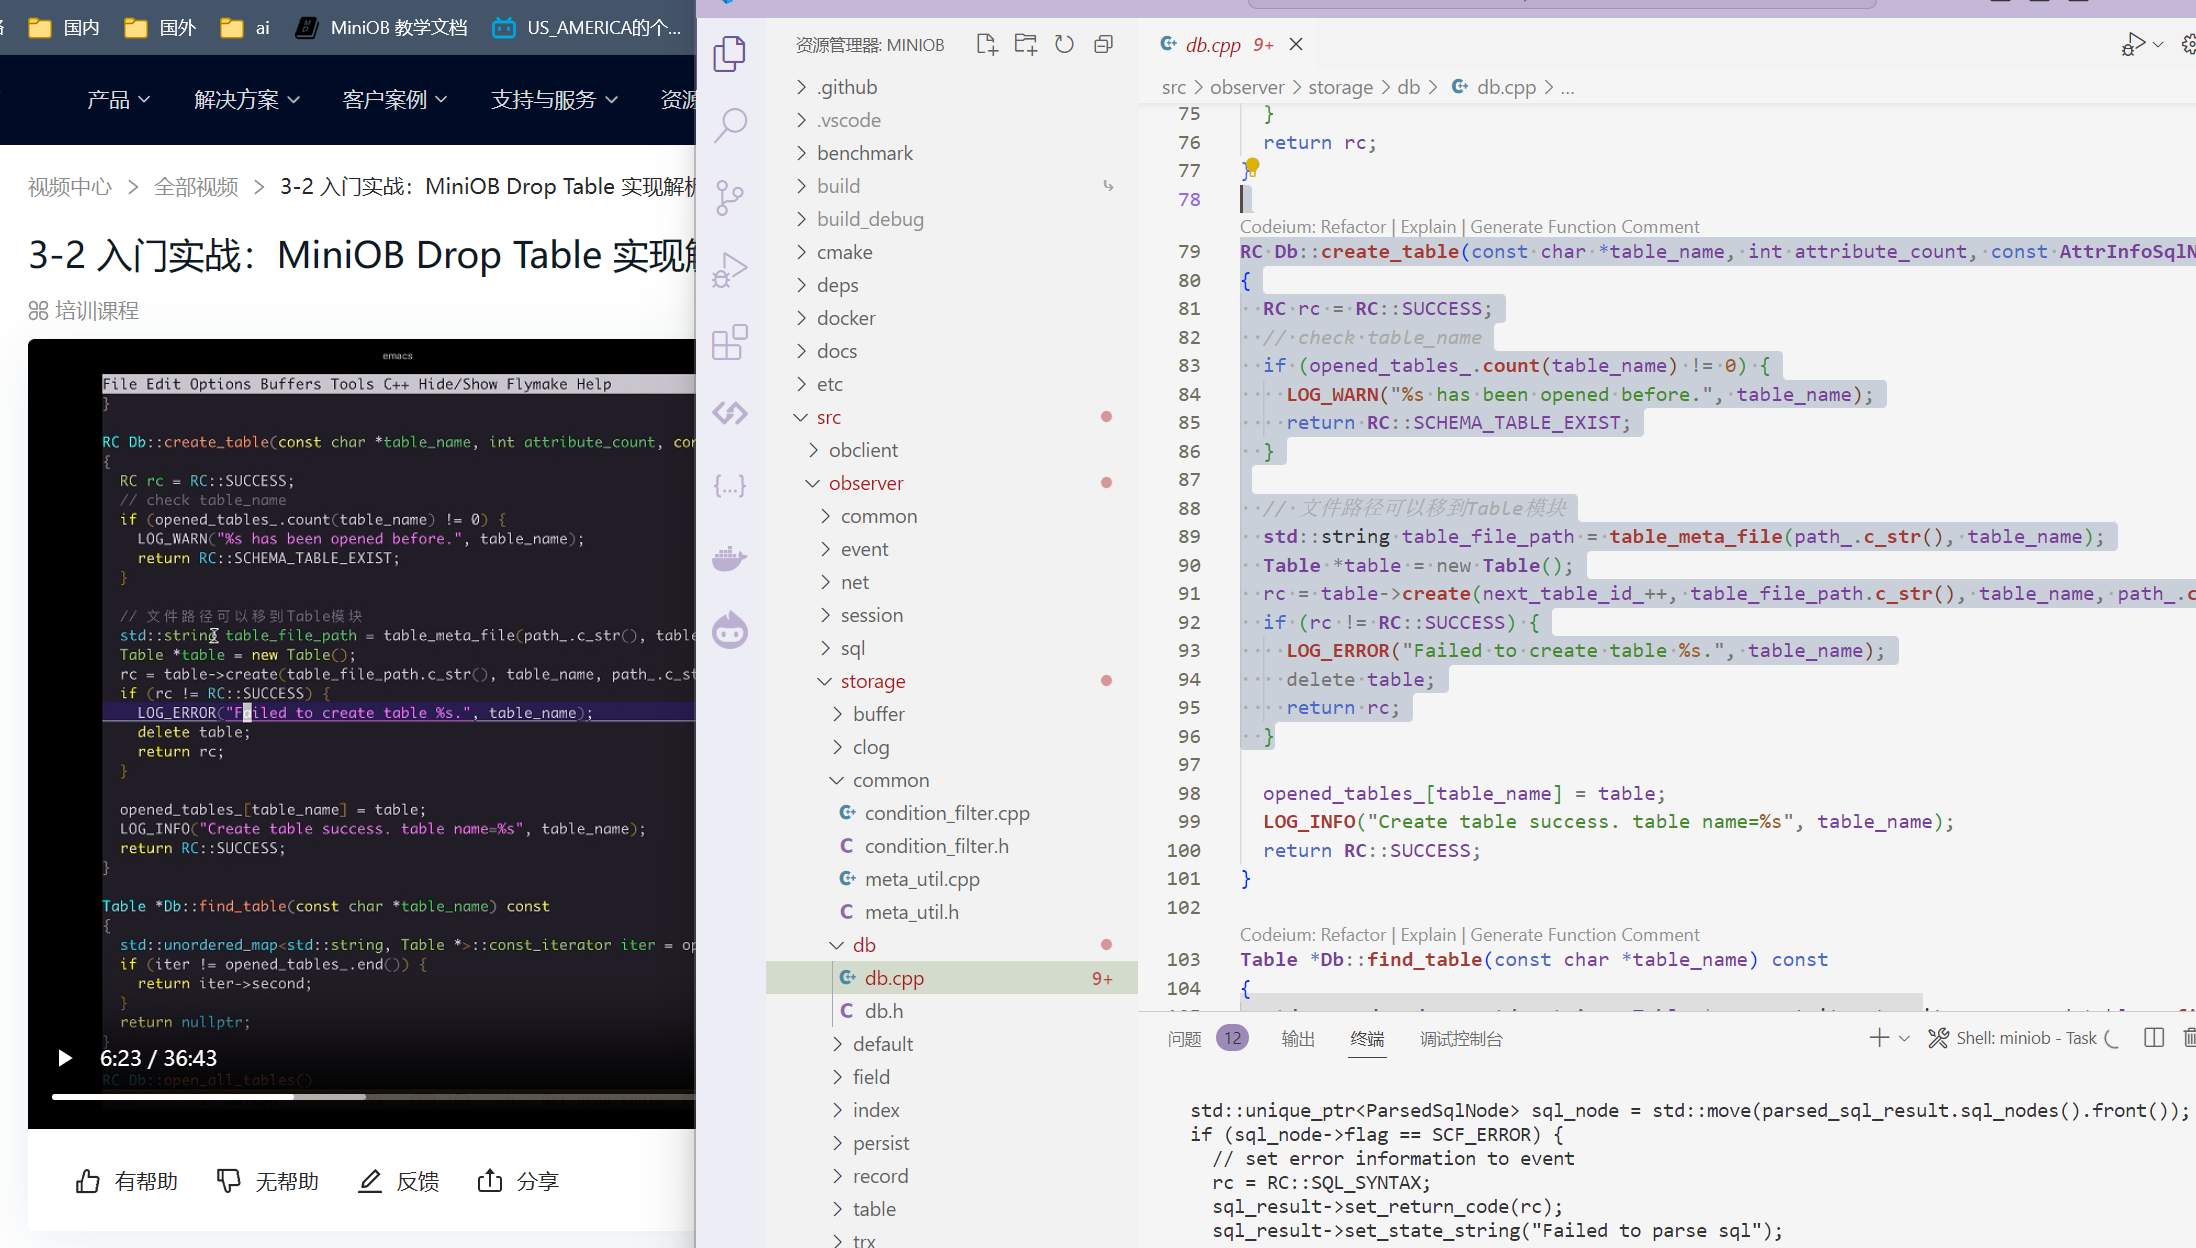 国内 国外 ai MiniOB 教学文档 US_AMERICA的个...
产品 解决方案 客户案例 支持与服务 资源
视频中心 > 全部视频 > 3-2 入门实战：MiniOB Drop Table 实现解析
3-2 入门实战：MiniOB Drop Table 实现解
培训课程
emacs
File Edit Options Buffers Tools C++ Hide/Show Flymake Help
}
RC Db::create_table(const char *table_name, int attribute_count, con
{
RC rc = RC::SUCCESS;
// check table_name
if (opened_tables_.count(table_name) != 0) {
LOG_WARN("%s has been opened before.", table_name);
return RC::SCHEMA_TABLE_EXIST;
}
// 文件路径可以移到Table模块
std::string table_file_path = table_meta_file(path_.c_str(), table
Table *table = new Table();
rc = table->create(table_file_path.c_str(), table_name, path_.c_st
if (rc != RC::SUCCESS) {
LOG_ERROR("Failed to create table %s.", table_name);
delete table;
return rc;
}
opened_tables_[table_name] = table;
LOG_INFO("Create table success. table name=%s", table_name);
return RC::SUCCESS;
}
Table *Db::find_table(const char *table_name) const
{
std::unordered_map<std::string, Table *>::const_iterator iter = op
if (iter != opened_tables_.end()) {
return iter->second;
}
return nullptr;
}
6:23 / 36:43
RC Db::open_all_tables()
有帮助 无帮助 反馈 分享
资源管理器: MINIOB
.github
.vscode
benchmark
build
build_debug
cmake
deps
docker
docs
etc
src
obclient
observer
common
event
net
session
sql
storage
buffer
clog
common
condition_filter.cpp
condition_filter.h
meta_util.cpp
meta_util.h
db
db.cpp 9+
db.h
default
field
index
persist
record
table
trx
db.cpp 9+
src > observer > storage > db > db.cpp > ...
75 }
76 return rc;
77 }
78
Codeium: Refactor | Explain | Generate Function Comment
79 RC Db::create_table(const char *table_name, int attribute_count, const AttrInfoSqlN
80 {
81 RC rc = RC::SUCCESS;
82 // check table_name
83 if (opened_tables_.count(table_name) != 0) {
84 LOG_WARN("%s has been opened before.", table_name);
85 return RC::SCHEMA_TABLE_EXIST;
86 }
87
88 // 文件路径可以移到Table模块
89 std::string table_file_path = table_meta_file(path_.c_str(), table_name);
90 Table *table = new Table();
91 rc = table->create(next_table_id_++, table_file_path.c_str(), table_name, path_.c
92 if (rc != RC::SUCCESS) {
93 LOG_ERROR("Failed to create table %s.", table_name);
94 delete table;
95 return rc;
96 }
97
98 opened_tables_[table_name] = table;
99 LOG_INFO("Create table success. table name=%s", table_name);
100 return RC::SUCCESS;
101 }
102
Codeium: Refactor | Explain | Generate Function Comment
103 Table *Db::find_table(const char *table_name) const
104 {
问题 12 输出 终端 调试控制台 Shell: miniob - Task
std::unique_ptr<ParsedSqlNode> sql_node = std::move(parsed_sql_result.sql_nodes().front());
if (sql_node->flag == SCF_ERROR) {
// set error information to event
rc = RC::SQL_SYNTAX;
sql_result->set_return_code(rc);
sql_result->set_state_string("Failed to parse sql");